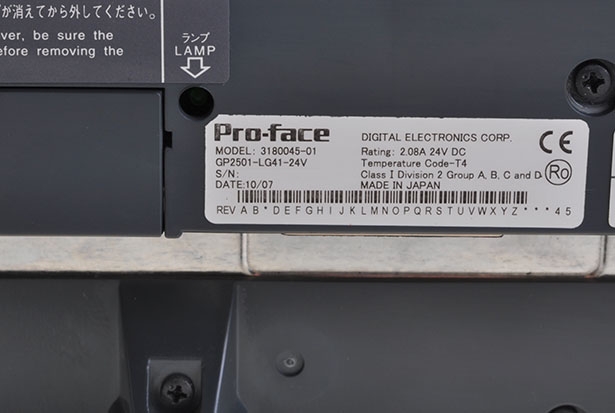 が消えてから外してください。
ver, be sure the
efore removing the
ランプ
LAMP
Pro-face
DIGITAL ELECTRONICS CORP.
MODEL: 3180045-01
Rating: 2.08A 24V DC
GP2501-LG41-24V
Temperature Code-T4
S/N:
Class I Division 2 Group A, B, C and D
DATE:10/07
MADE IN JAPAN
CE
Ro
REV A B * D E F G H I J K L M N O P Q R S T U V W X Y Z * * * 4 5